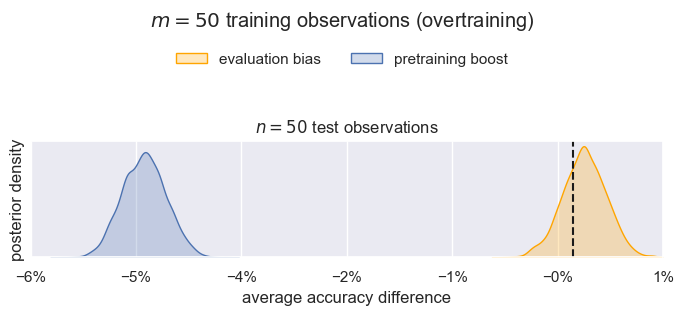 m = 50 training observations (overtraining)
evaluation bias
pretraining boost
n = 50 test observations
posterior density
−6% −5% −4% −2% −1% −0% 1%
average accuracy difference